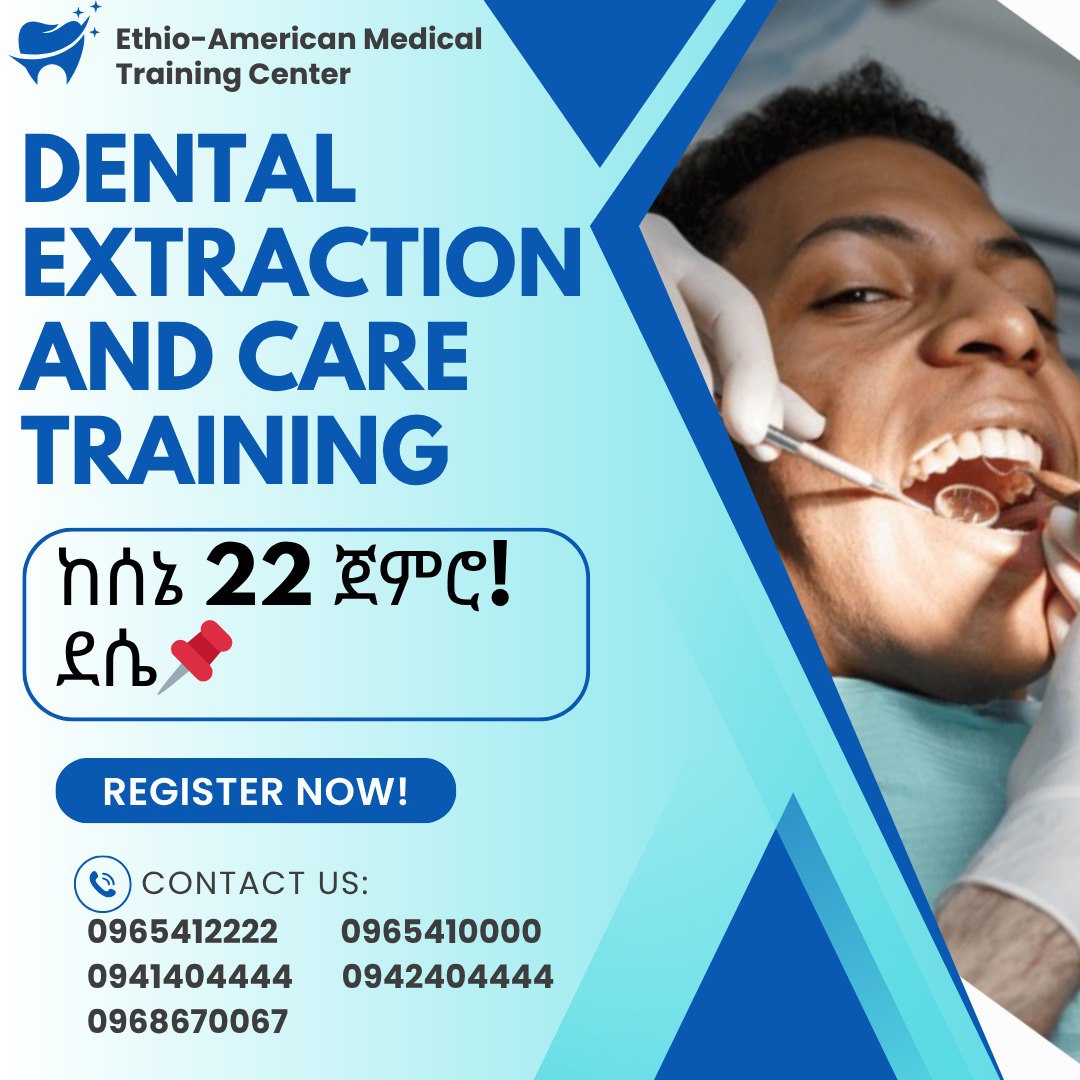 Ethio-American Medical
Training Center
DENTAL
EXTRACTION
AND CARE
TRAINING
ከሰኔ 22 ጀምሮ!
ደሴ📌
REGISTER NOW!
CONTACT US:
0965412222 0965410000
0941404444 0942404444
0968670067